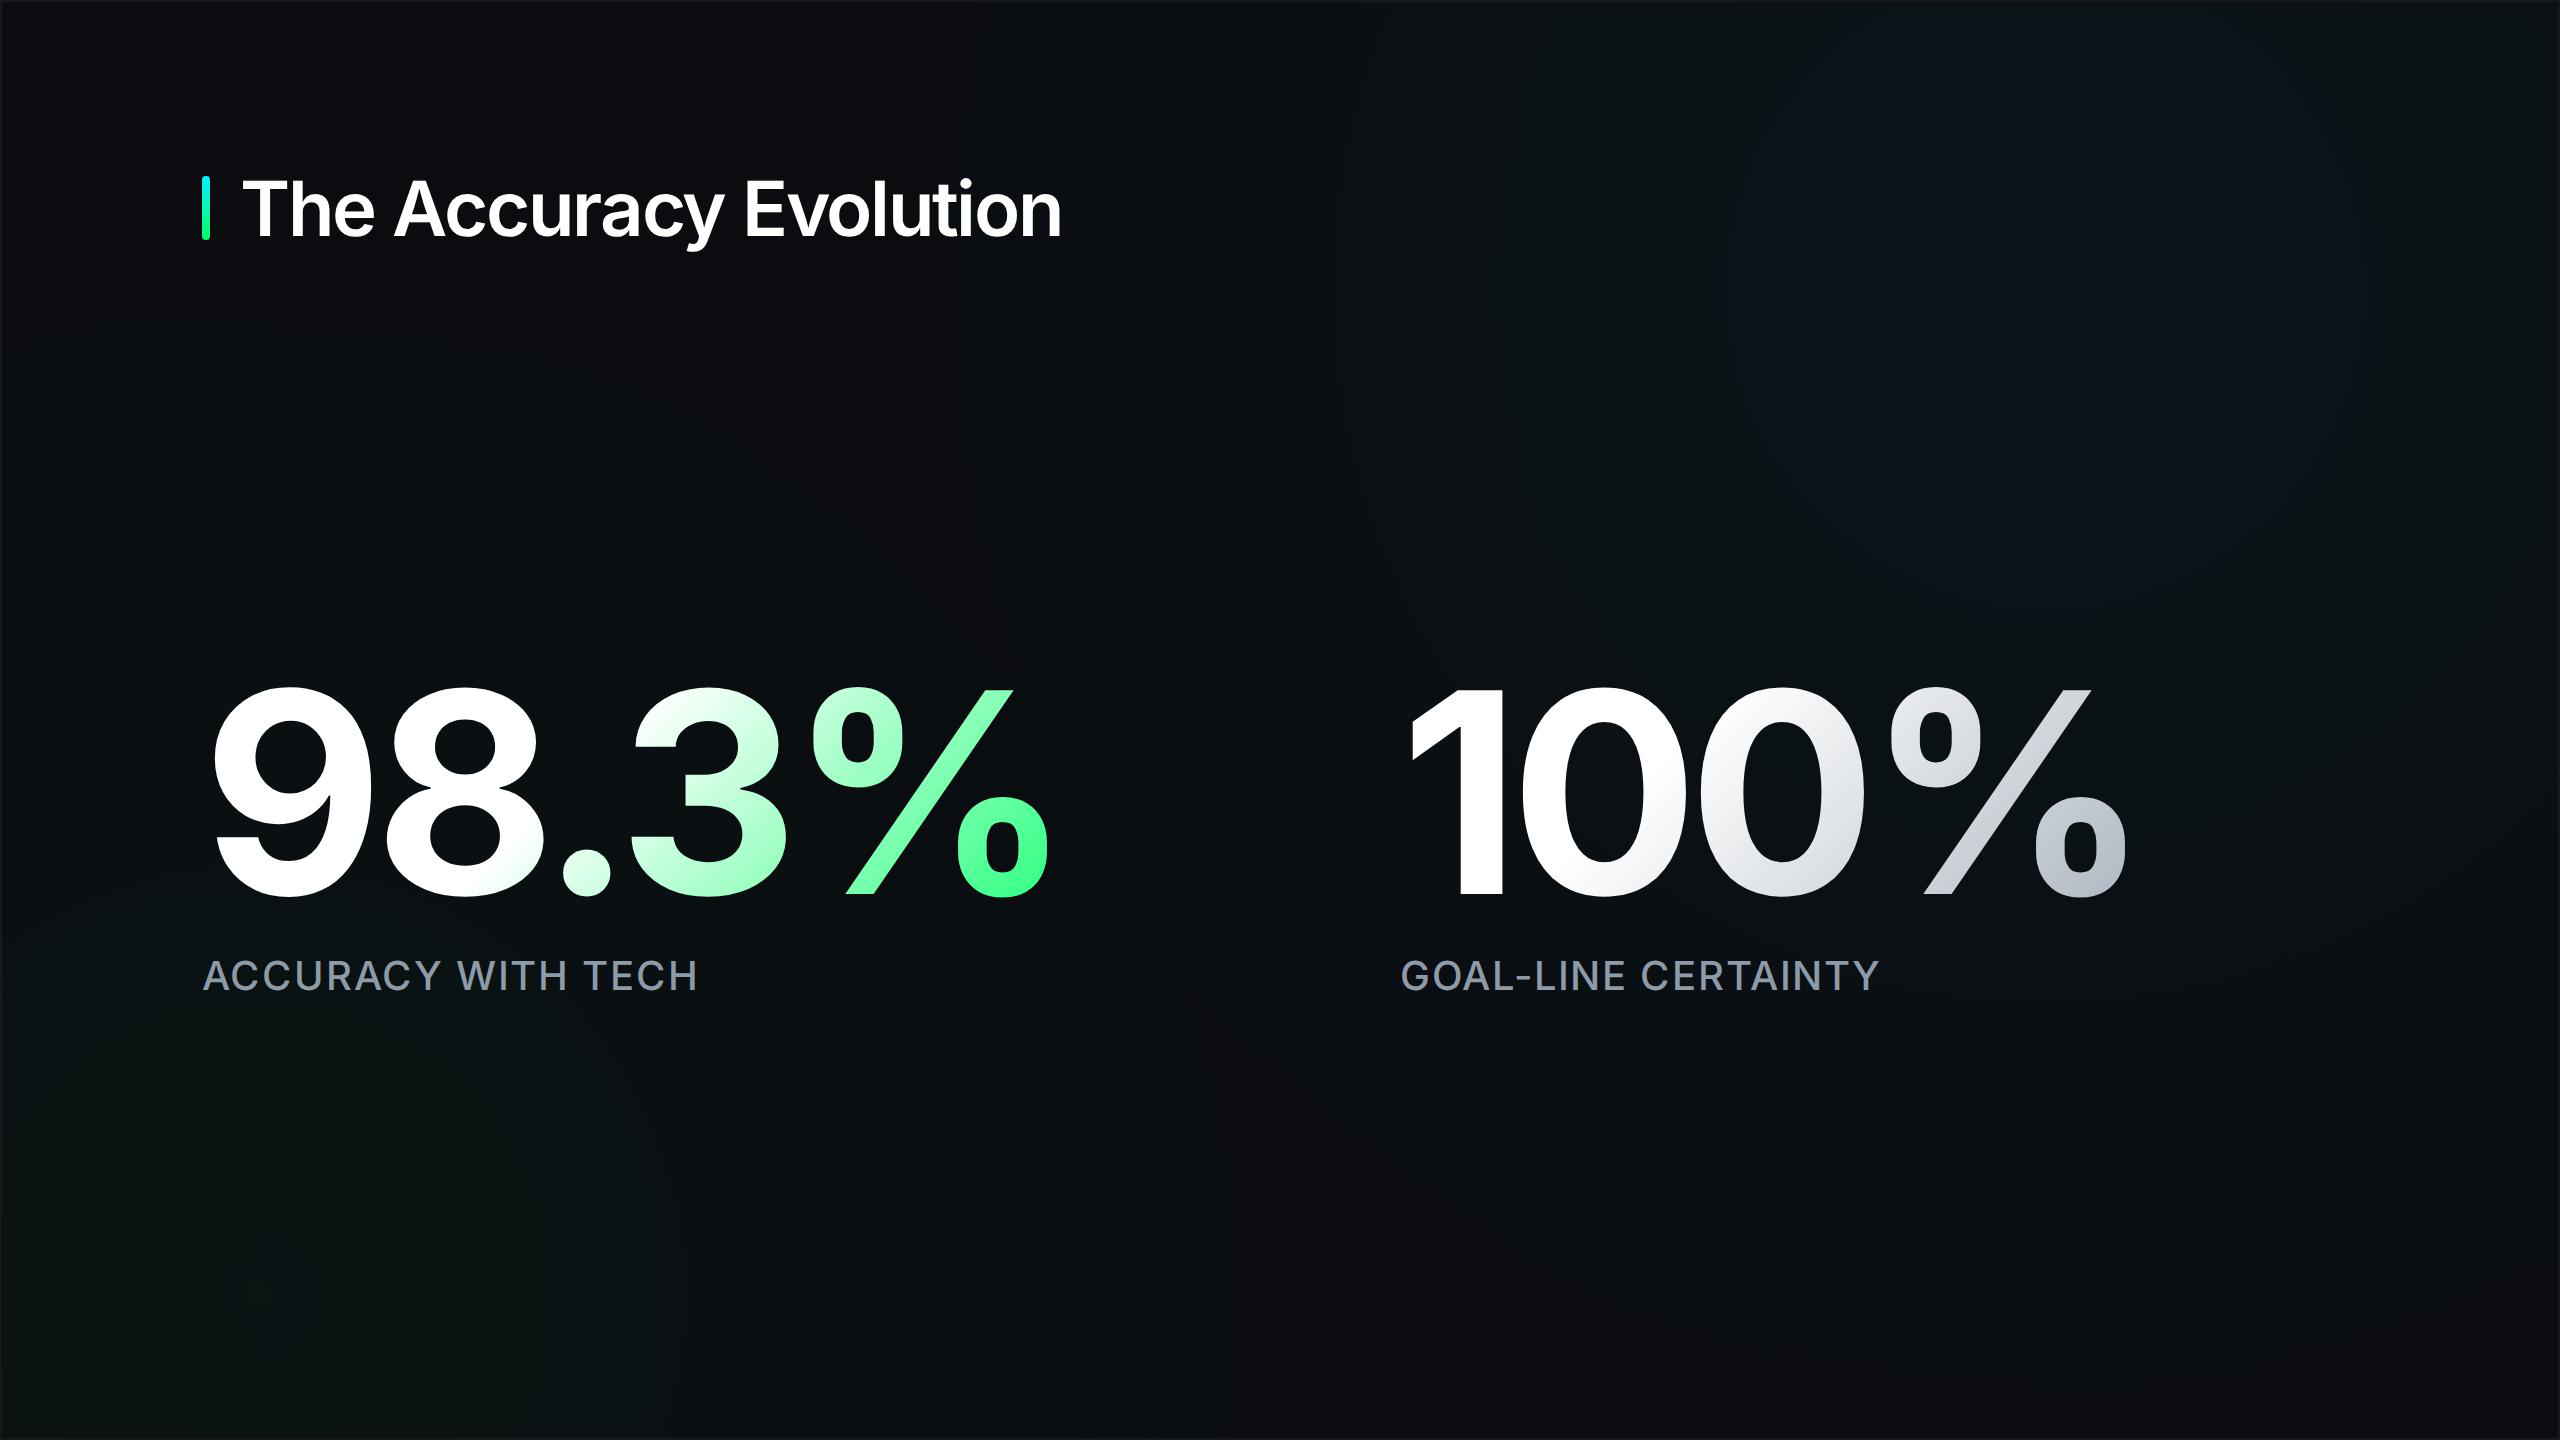 The Accuracy Evolution
98.3%
ACCURACY WITH TECH
100%
GOAL-LINE CERTAINTY